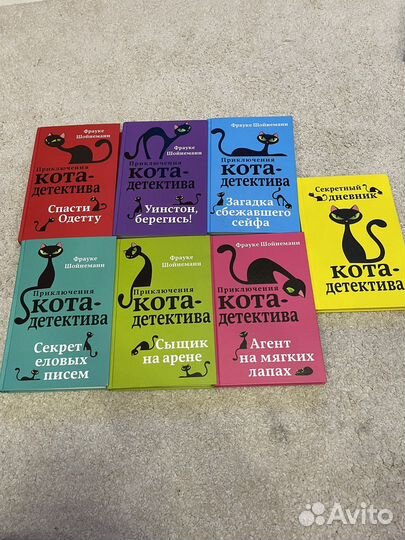 Фрауке Шойнеманн
Приключения
кота-
детектива
Спасти
Одетту
Фрауке
Шойнеманн
Приключения
кота-
детектива
Уинстон,
берегись!
Фрауке Шойнеманн
Приключения
кота-
детектива
Загадка
сбежавшего
сейфа
Секретный
дневник
кота-
детектива
Фрауке
Шойнеманн
Приключения
кота-
детектива
Секрет
еловых
писем
Фрауке
Шойнеманн
Приключения
кота-
детектива
Сыщик
на арене
Фрауке Шойнеманн
Приключения
кота-
детектива
Агент
на мягких
лапах
Avito